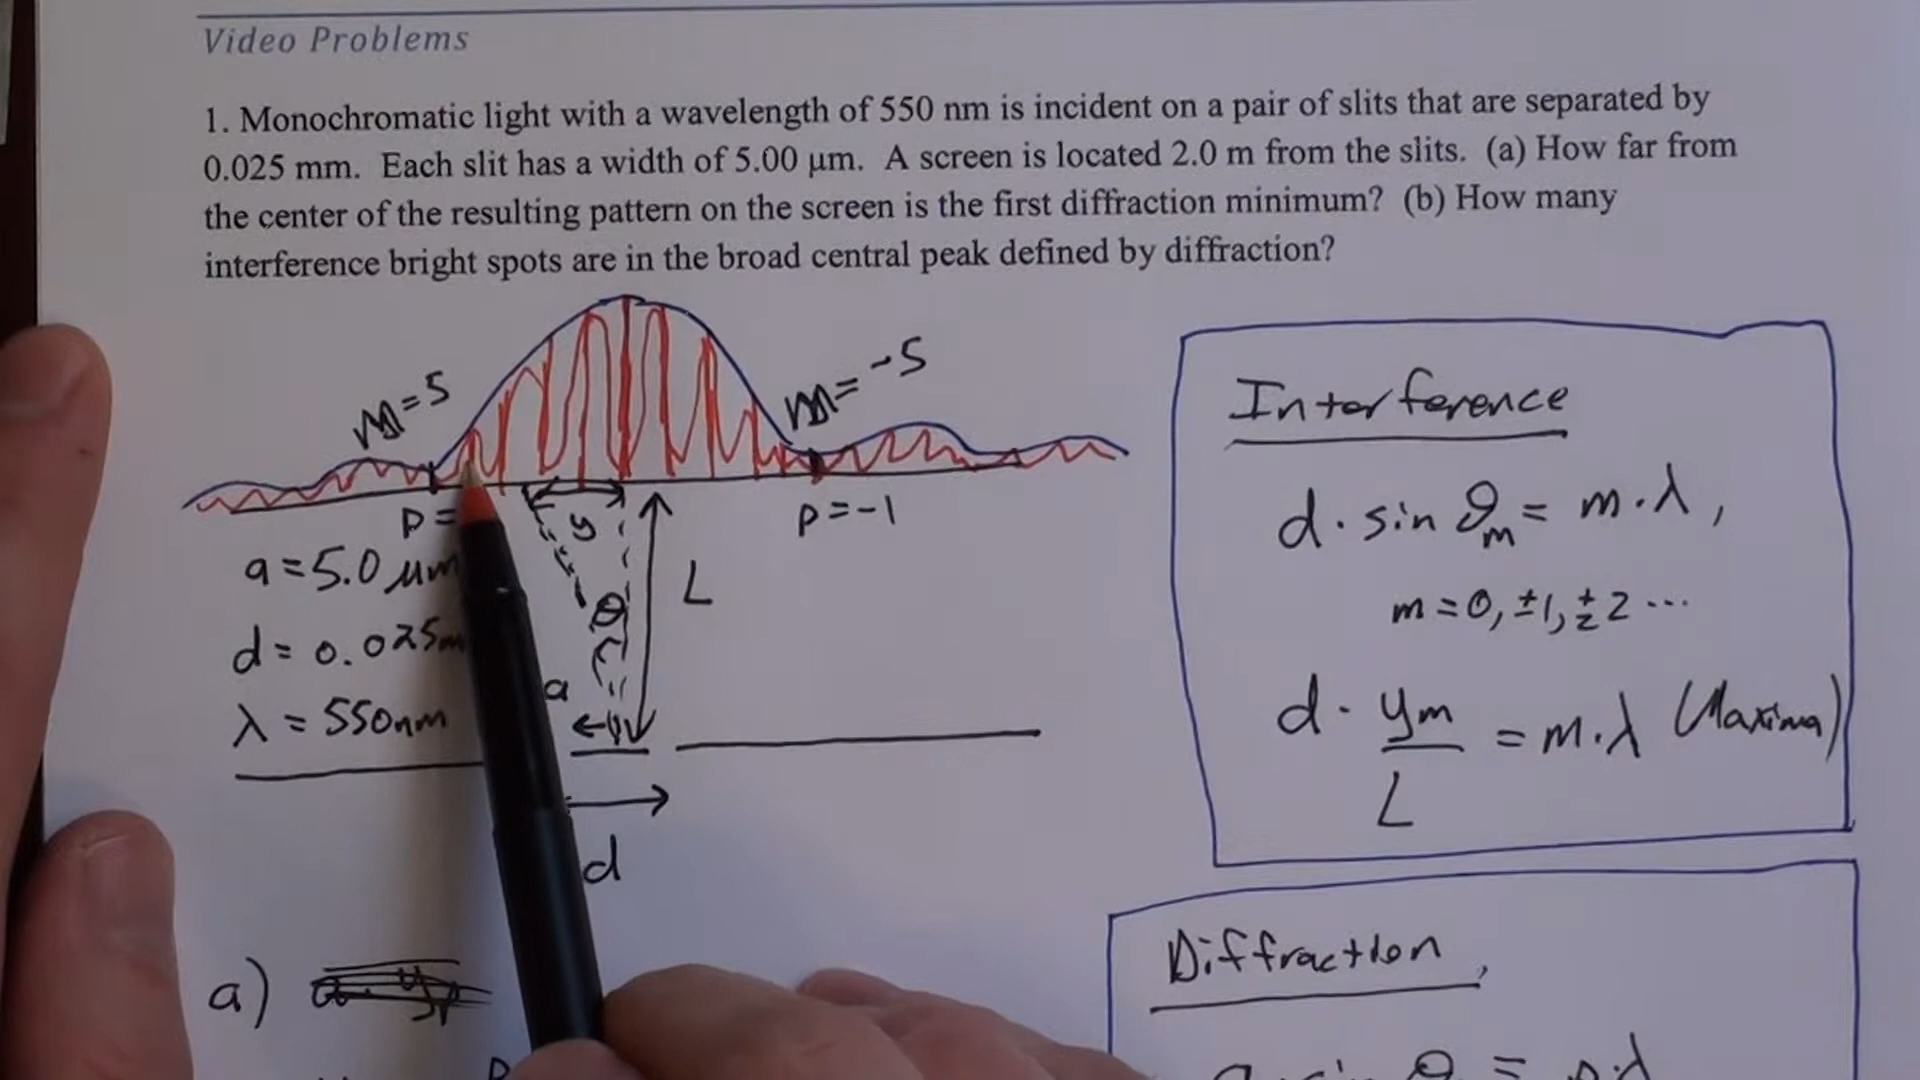 Video Problems
1. Monochromatic light with a wavelength of 550 nm is incident on a pair of slits that are separated by
0.025 mm. Each slit has a width of 5.00 μm. A screen is located 2.0 m from the slits. (a) How far from
the center of the resulting pattern on the screen is the first diffraction minimum? (b) How many
interference bright spots are in the broad central peak defined by diffraction?
m=5
m=-5
p=
p=-1
y
L
θ
a
d
a=5.0 μm
d=0.025m
λ=550nm
a)
Interference
d·sin θm = m·λ,
m=0, ±1, ±2 ...
d· ym/L = m·λ (Maxima)
Diffraction